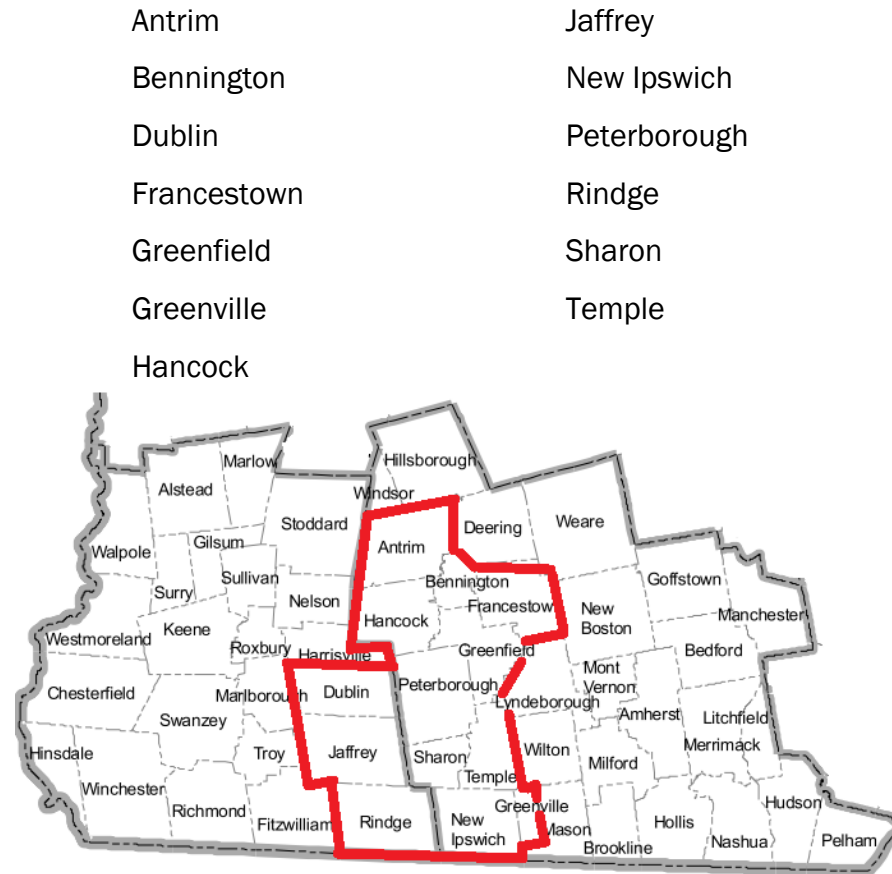 Antrim
Bennington
Dublin
Francestown
Greenfield
Greenville
Hancock
Jaffrey
New Ipswich
Peterborough
Rindge
Sharon
Temple
Marlow
Hillsborough
Alstead
Windsor
Stoddard
Deering
Weare
Walpole
Gilsum
Antrim
Surry
Sullivan
Bennington
Goffstown
Nelson
Francestow
New
Boston
Manchester
Westmoreland
Keene
Hancock
Roxbury
Harrisville
Greenfield
Bedford
Chesterfield
Marlborough
Dublin
Peterborough
Mont
Vernon
Lyndeborough
Swanzey
Amherst
Litchfield
Hinsdale
Troy
Jaffrey
Sharon
Wilton
Merrimack
Milford
Temple
Winchester
Richmond
Fitzwilliam
Rindge
New
Ipswich
Greenville
Mason
Brookline
Hollis
Nashua
Hudson
Pelham